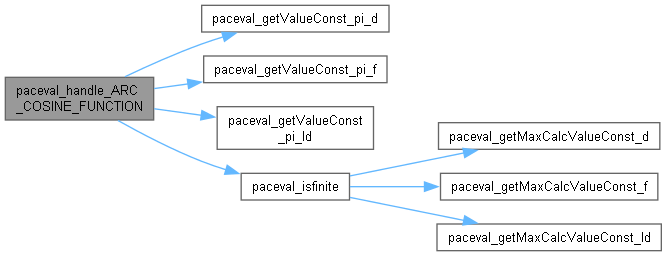 paceval_getValueConst_pi_d
paceval_getValueConst_pi_f
paceval_handle_ARC
_COSINE_FUNCTION
paceval_getValueConst
_pi_ld
paceval_getMaxCalcValueConst_d
paceval_isfinite
paceval_getMaxCalcValueConst_f
paceval_getMaxCalcValueConst_ld